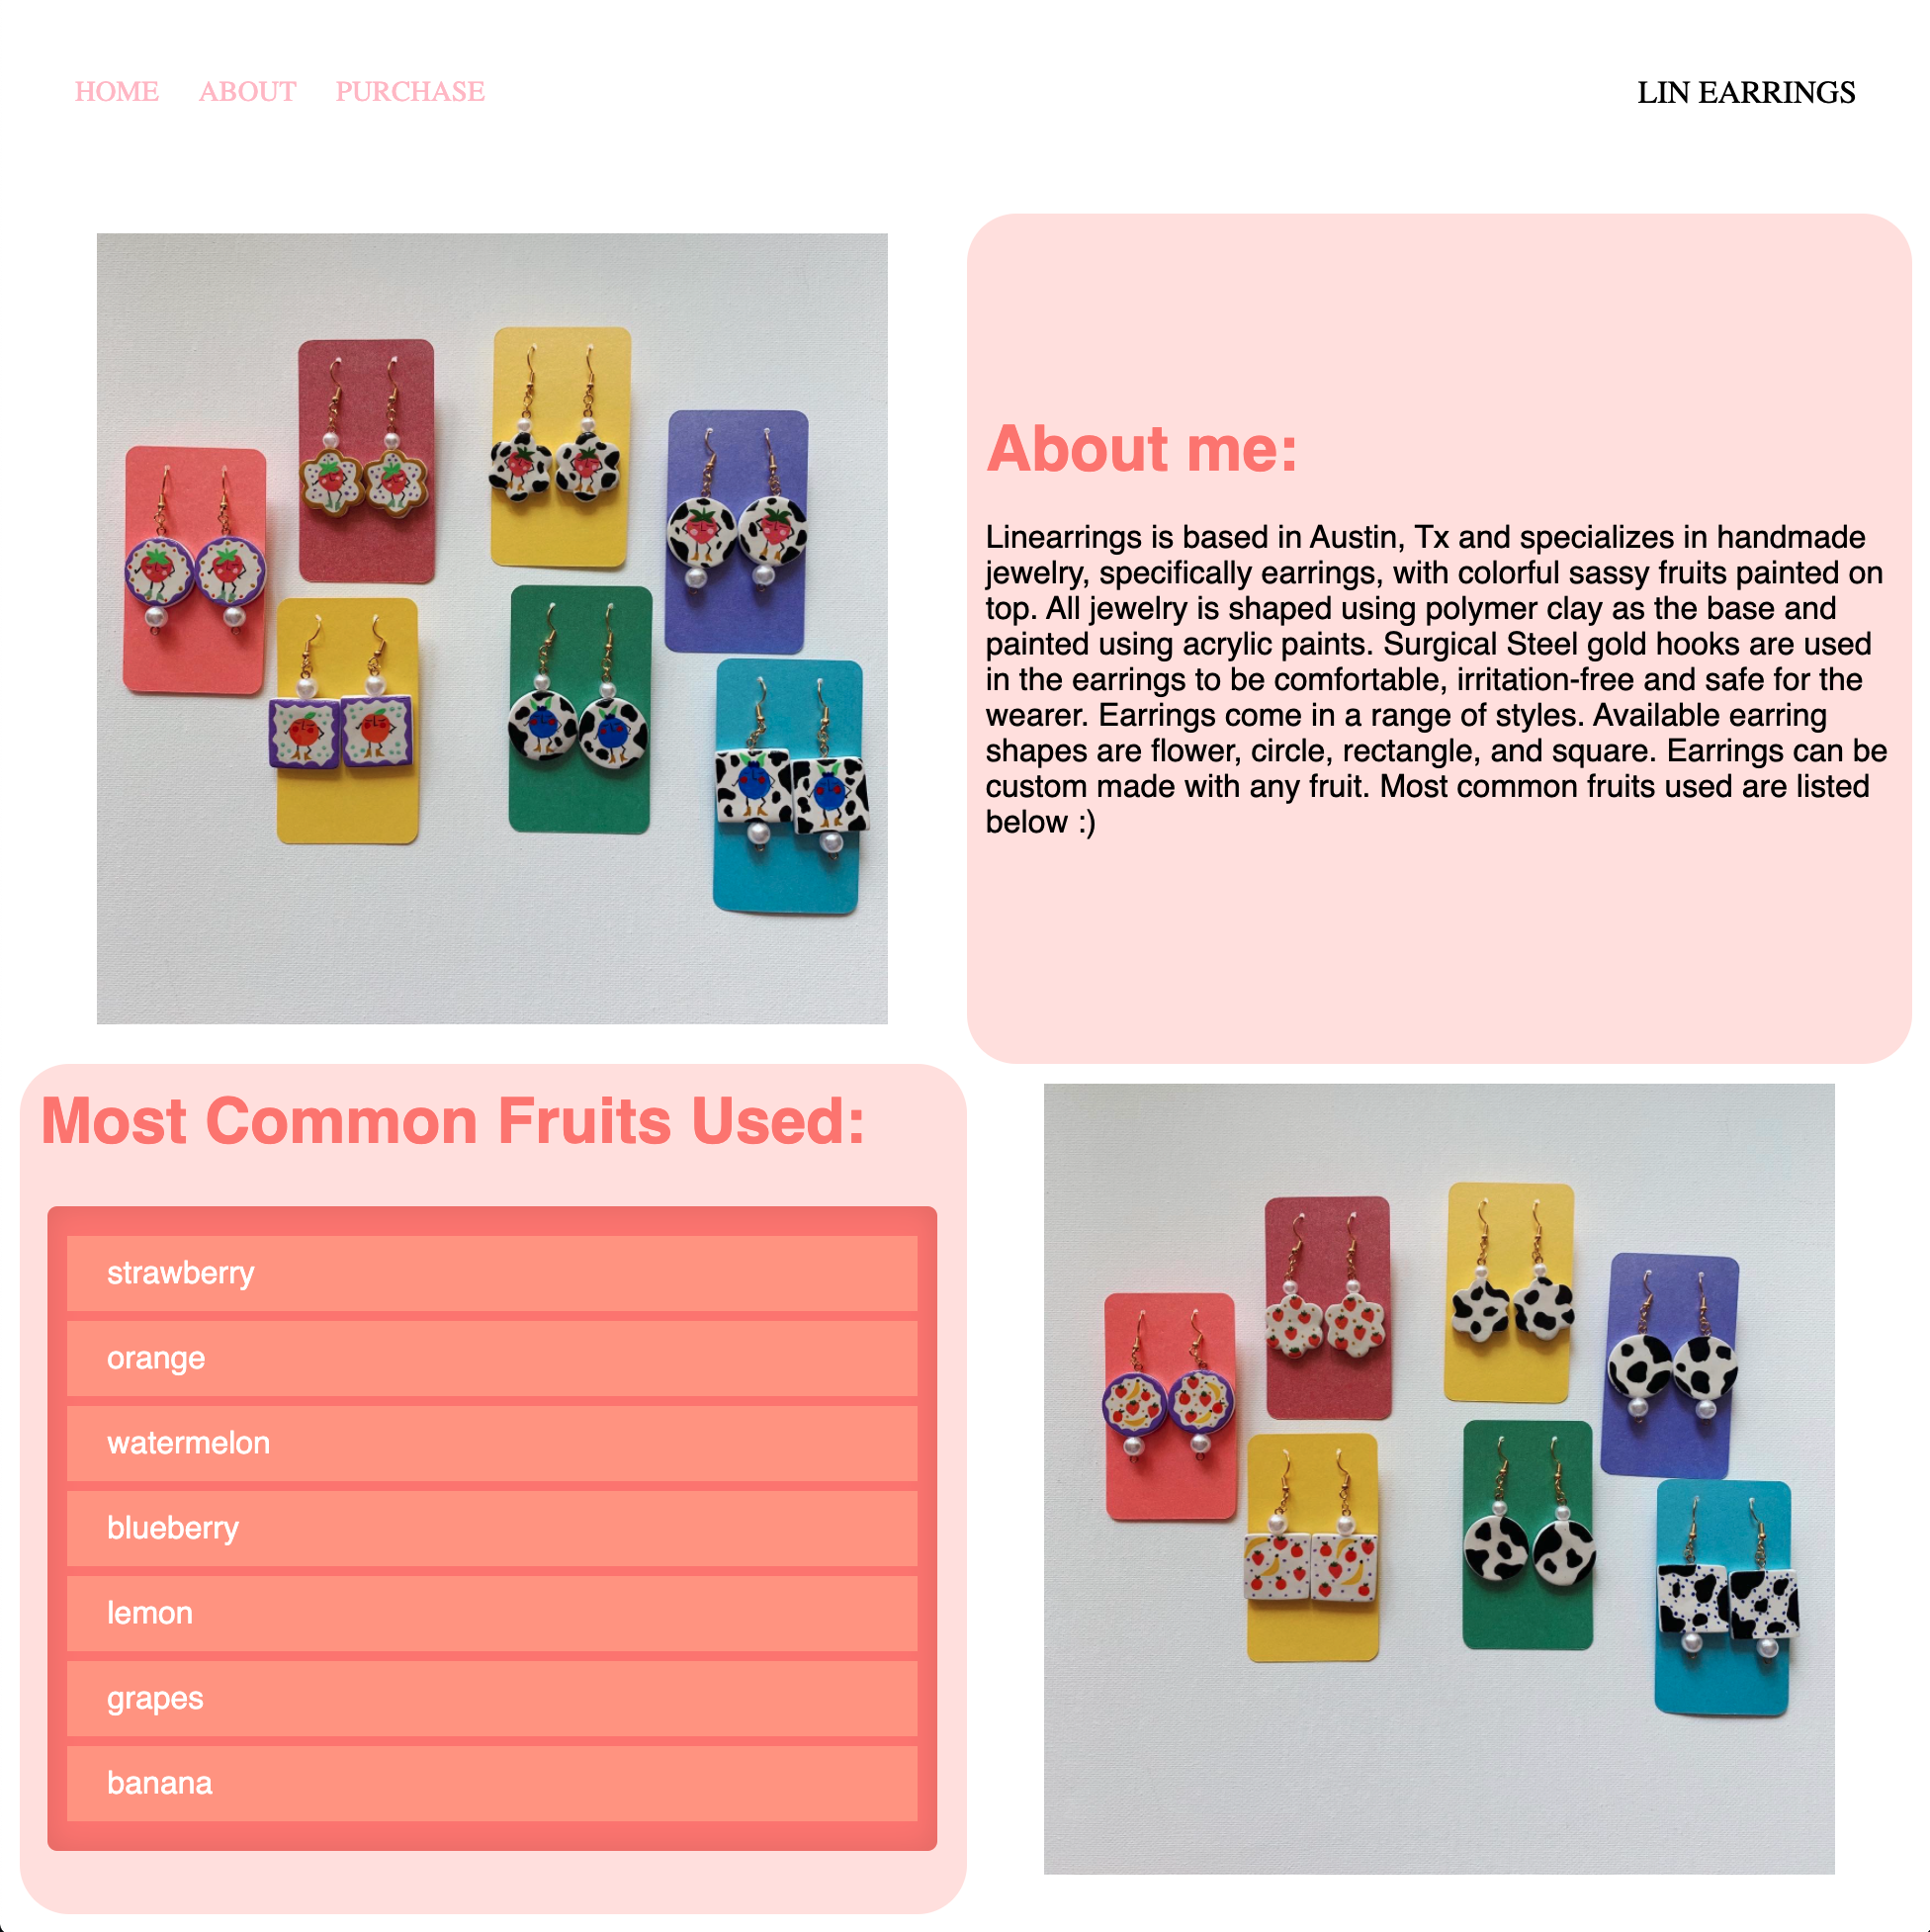 HOME ABOUT PURCHASE
LIN EARRINGS
About me:
Linearrings is based in Austin, Tx and specializes in handmade
jewelry, specifically earrings, with colorful sassy fruits painted on
top. All jewelry is shaped using polymer clay as the base and
painted using acrylic paints. Surgical Steel gold hooks are used
in the earrings to be comfortable, irritation-free and safe for the
wearer. Earrings come in a range of styles. Available earring
shapes are flower, circle, rectangle, and square. Earrings can be
custom made with any fruit. Most common fruits used are listed
below :)
Most Common Fruits Used:
strawberry
orange
watermelon
blueberry
lemon
grapes
banana